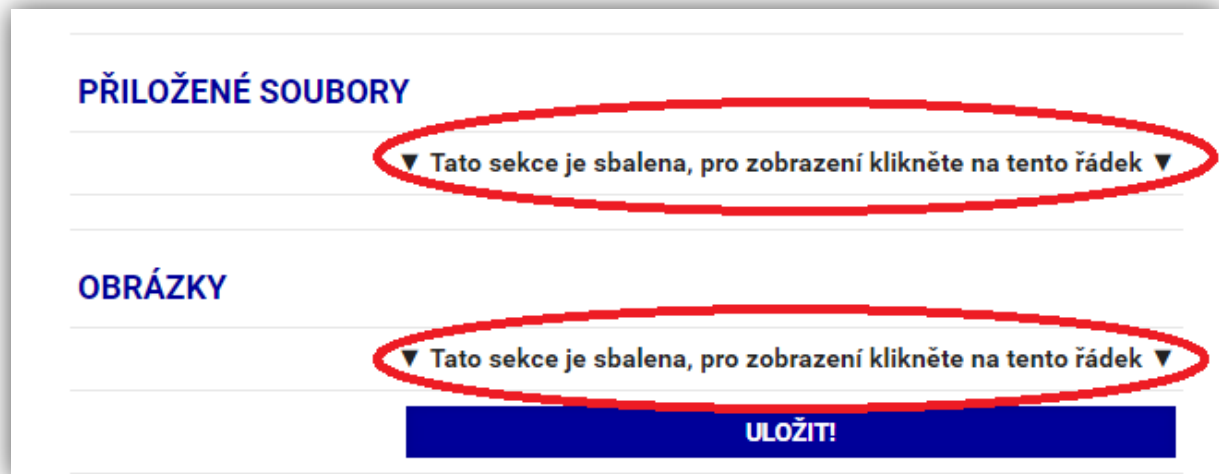 PŘILOŽENÉ SOUBORY
▼ Tato sekce je sbalena, pro zobrazení klikněte na tento řádek ▼
OBRÁZKY
▼ Tato sekce je sbalena, pro zobrazení klikněte na tento řádek ▼
ULOŽIT!